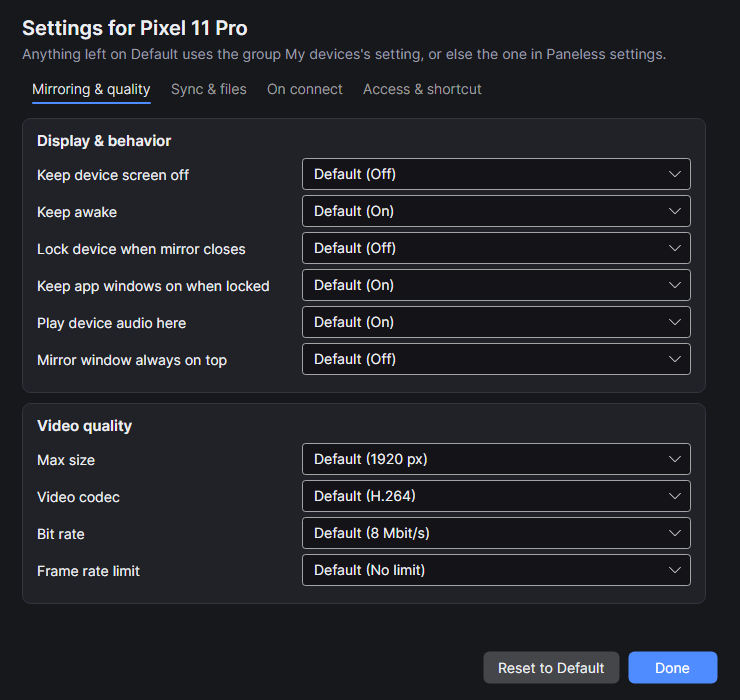 Settings for Pixel 11 Pro
Anything left on Default uses the group My devices's setting, or else the one in Paneless settings.
Mirroring & quality Sync & files On connect Access & shortcut
Display & behavior
Keep device screen off Default (Off)
Keep awake Default (On)
Lock device when mirror closes Default (Off)
Keep app windows on when locked Default (On)
Play device audio here Default (On)
Mirror window always on top Default (Off)
Video quality
Max size Default (1920 px)
Video codec Default (H.264)
Bit rate Default (8 Mbit/s)
Frame rate limit Default (No limit)
Reset to Default Done